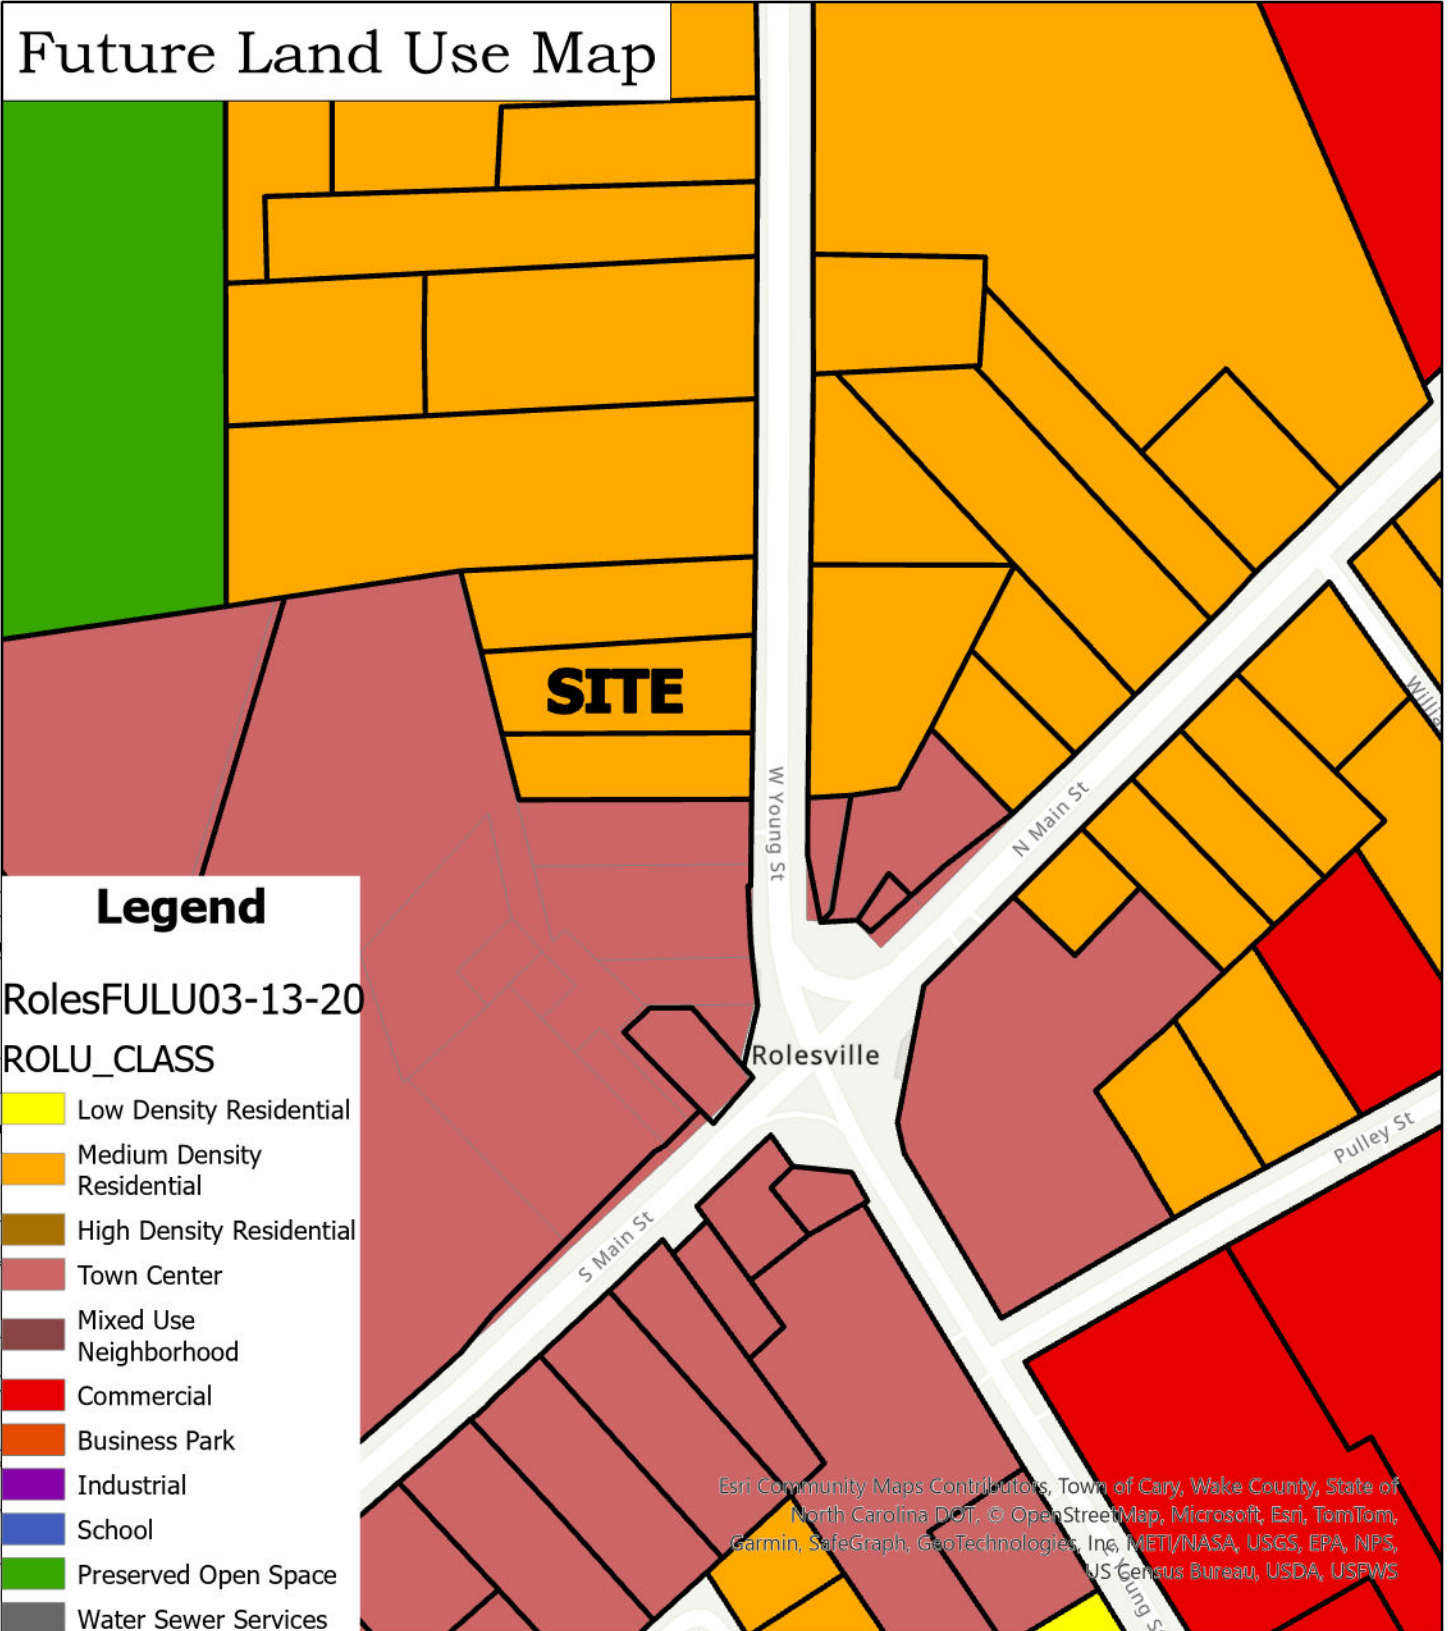 Future Land Use Map
SITE
W Young St
N Main St
Rolesville
Pulley St
S Main St
Legend
RolesFULU03-13-20
ROLU_CLASS
Low Density Residential
Medium Density
Residential
High Density Residential
Town Center
Mixed Use
Neighborhood
Commercial
Business Park
Industrial
School
Preserved Open Space
Water Sewer Services
Esri Community Maps Contributors, Town of Cary, Wake County, State of
North Carolina DOT, © OpenStreetMap, Microsoft, Esri, TomTom,
Garmin, SafeGraph, GeoTechnologies, Inc, METI/NASA, USGS, EPA, NPS,
US Census Bureau, USDA, USFWS
Young S